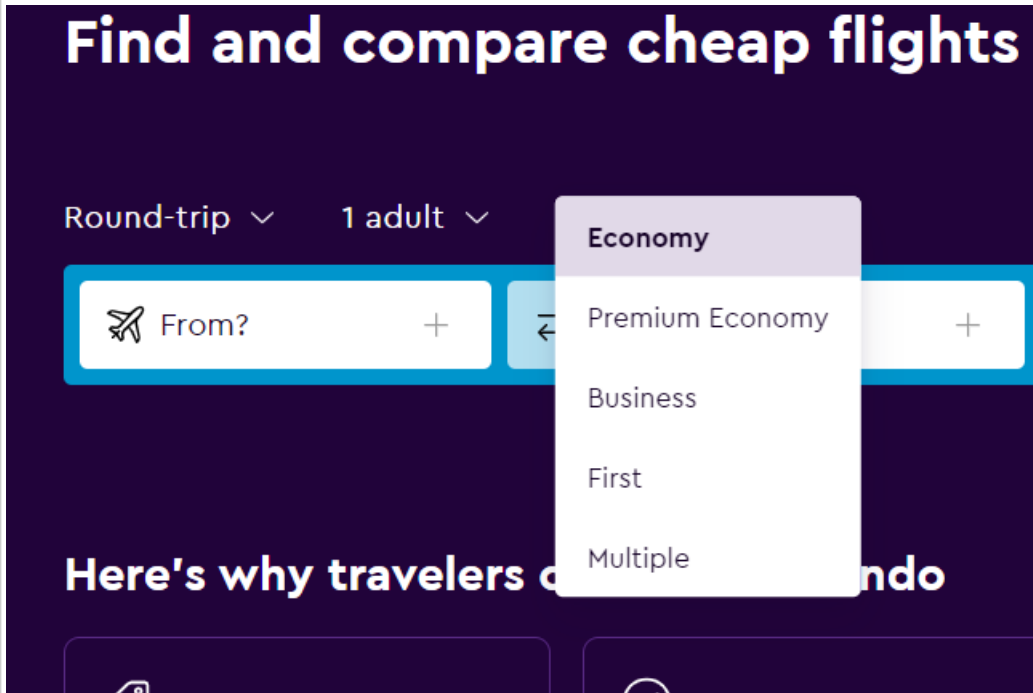 Find and compare cheap flights
Round-trip
1 adult
Economy
From?
Premium Economy
Business
First
Multiple
Here's why travelers